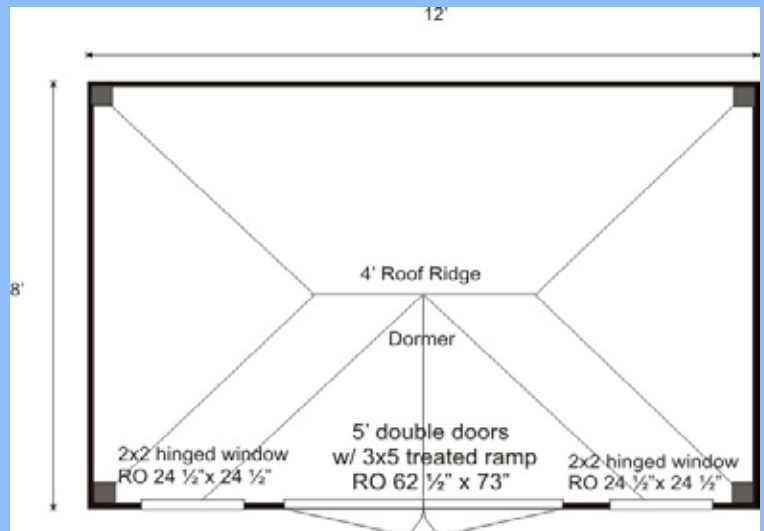 12'
8'
4' Roof Ridge
Dormer
2x2 hinged window
RO 24 ½"x 24 ½"
5' double doors
w/ 3x5 treated ramp
RO 62 ½" x 73"
2x2 hinged window
RO 24 ½"x 24 ½"